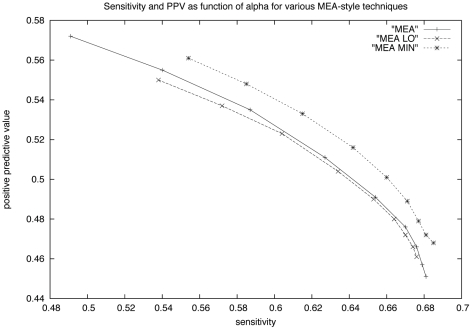 Sensitivity and PPV as function of alpha for various MEA-style techniques
0.58
0.56
0.54
0.52
0.5
0.48
0.46
0.44
positive predictive value
"MEA"
"MEA LO"
"MEA MIN"
0.48 0.5 0.52 0.54 0.56 0.58 0.6 0.62 0.64 0.66 0.68 0.7
sensitivity